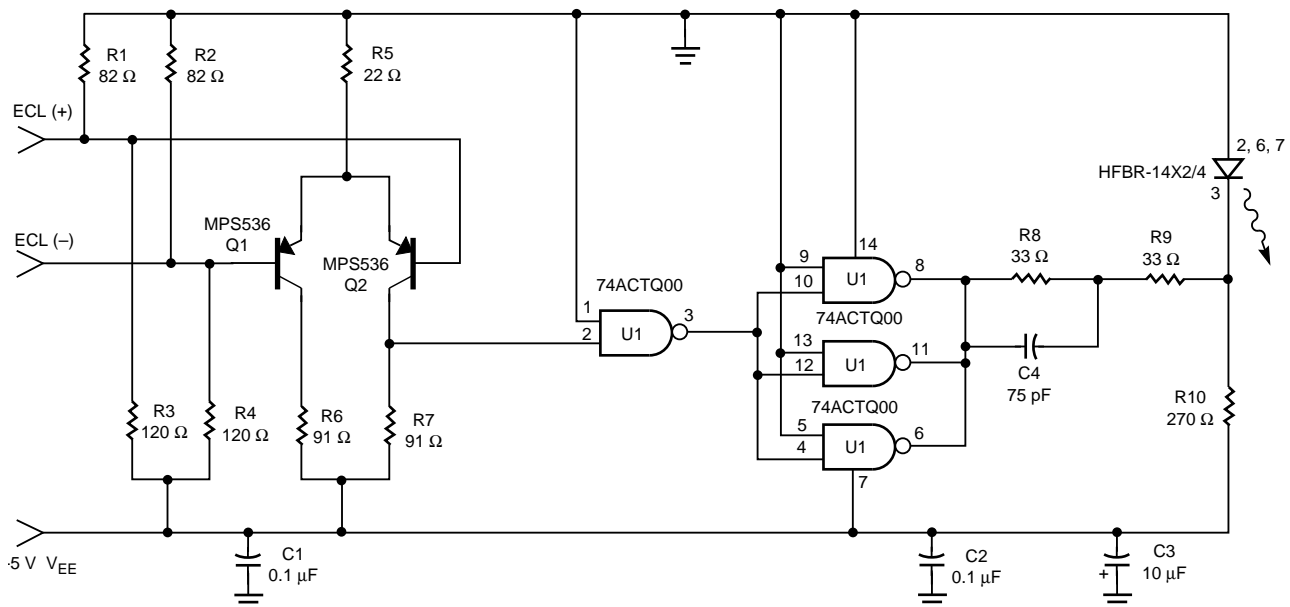 R1
82 Ω
R2
82 Ω
R5
22 Ω
ECL (+)
2, 6, 7
HFBR-14X2/4
3
ECL (–)
MPS536
Q1
MPS536
Q2
14
9
10
U1
8
R8
33 Ω
R9
33 Ω
74ACTQ00
1
2
U1
3
74ACTQ00
13
12
U1
11
C4
75 pF
74ACTQ00
5
4
U1
6
7
R10
270 Ω
R3
120 Ω
R4
120 Ω
R6
91 Ω
R7
91 Ω
-5 V VEE
C1
0.1 µF
C2
0.1 µF
+
C3
10 µF